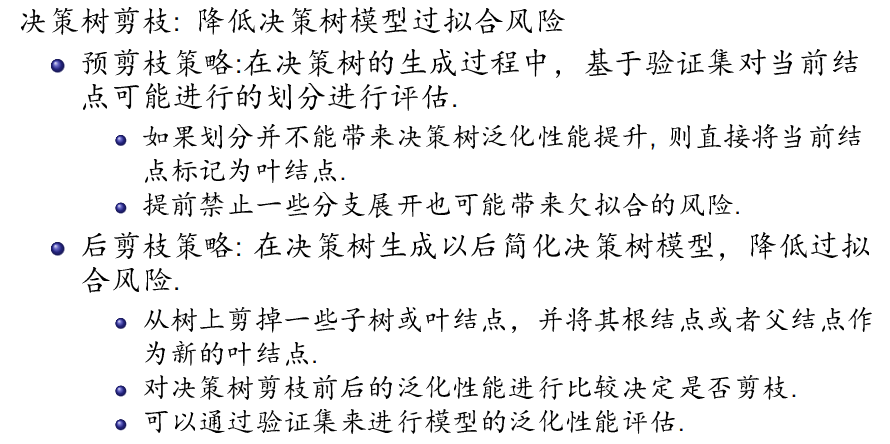 决策树剪枝: 降低决策树模型过拟合风险
预剪枝策略:在决策树的生成过程中，基于验证集对当前结
点可能进行的划分进行评估.
如果划分并不能带来决策树泛化性能提升, 则直接将当前结
点标记为叶结点.
提前禁止一些分支展开也可能带来欠拟合的风险.
后剪枝策略: 在决策树生成以后简化决策树模型，降低过拟
合风险.
从树上剪掉一些子树或叶结点，并将其根结点或者父结点作
为新的叶结点.
对决策树剪枝前后的泛化性能进行比较决定是否剪枝.
可以通过验证集来进行模型的泛化性能评估.